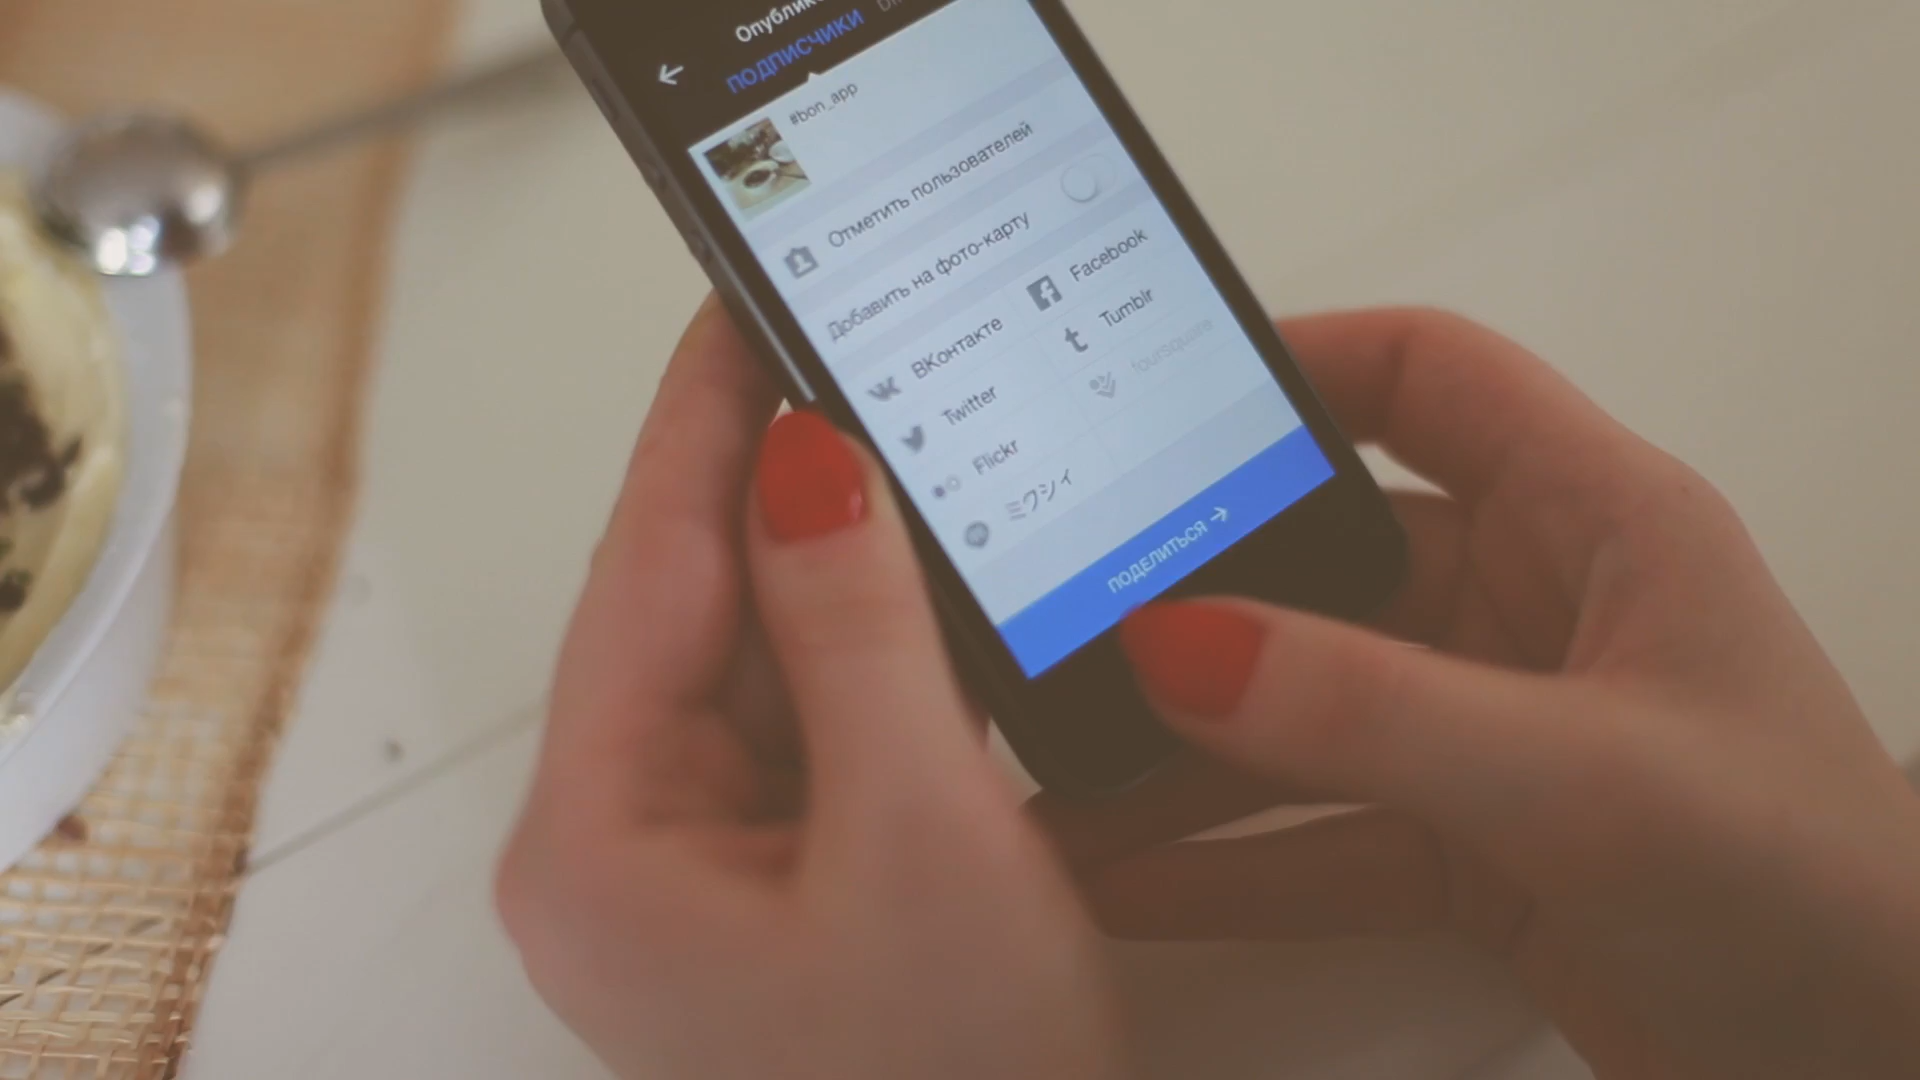 ПОДПИСЧИКИ
#bon_app
Отметить пользователей
Добавить на фото-карту
ВКонтакте
Facebook
Twitter
Tumblr
Flickr
foursquare
ミクシィ
ПОДЕЛИТЬСЯ →